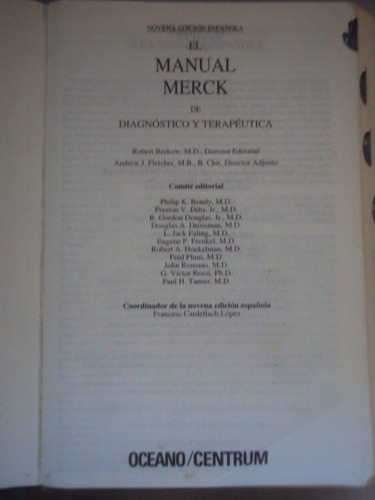 NOVENA EDICIÓN ESPAÑOLA
EL
MANUAL
MERCK
DE
DIAGNÓSTICO Y TERAPÉUTICA
Robert Berkow, M.D., Director Editorial
Andrew J. Fletcher, M.B., B. Chir, Director Adjunto
Comité editorial
Philip K. Bondy, M.D.
Preston V. Dilts, Jr., M.D.
R. Gordon Douglas, Jr., M.D.
Douglas A. Drossman, M.D.
L. Jack Faling, M.D.
Eugene P. Frenkel, M.D.
Robert A. Hoekelman, M.D.
Fred Plum, M.D.
John Romano, M.D.
G. Victor Rossi, Ph.D.
Paul H. Tanser, M.D.
Coordinador de la novena edición española
Francesc Cardellach López
OCEANO/CENTRUM